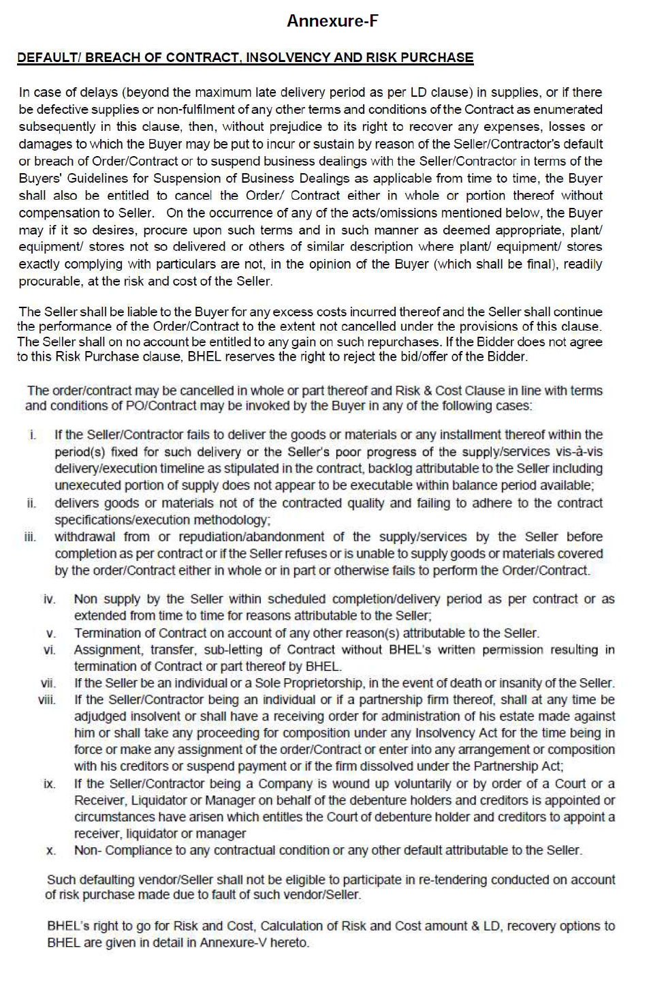 Annexure-F
DEFAULT/ BREACH OF CONTRACT, INSOLVENCY AND RISK PURCHASE
In case of delays (beyond the maximum late delivery period as per LD clause) in supplies, or if there
be defective supplies or non-fulfilment of any other terms and conditions of the Contract as enumerated
subsequently in this clause, then, without prejudice to its right to recover any expenses, losses or
damages to which the Buyer may be put to incur or sustain by reason of the Seller/Contractor's default
or breach of Order/Contract or to suspend business dealings with the Seller/Contractor in terms of the
Buyers' Guidelines for Suspension of Business Dealings as applicable from time to time, the Buyer
shall also be entitled to cancel the Order/ Contract either in whole or portion thereof without
compensation to Seller. On the occurrence of any of the acts/omissions mentioned below, the Buyer
may if it so desires, procure upon such terms and in such manner as deemed appropriate, plant/
equipment/ stores not so delivered or others of similar description where plant/ equipment/ stores
exactly complying with particulars are not, in the opinion of the Buyer (which shall be final), readily
procurable, at the risk and cost of the Seller.
The Seller shall be liable to the Buyer for any excess costs incurred thereof and the Seller shall continue
the performance of the Order/Contract to the extent not cancelled under the provisions of this clause.
The Seller shall on no account be entitled to any gain on such repurchases. If the Bidder does not agree
to this Risk Purchase clause, BHEL reserves the right to reject the bid/offer of the Bidder.
The order/contract may be cancelled in whole or part thereof and Risk & Cost Clause in line with terms
and conditions of PO/Contract may be invoked by the Buyer in any of the following cases:
i. If the Seller/Contractor fails to deliver the goods or materials or any installment thereof within the
period(s) fixed for such delivery or the Seller's poor progress of the supply/services vis-à-vis
delivery/execution timeline as stipulated in the contract, backlog attributable to the Seller including
unexecuted portion of supply does not appear to be executable within balance period available;
ii. delivers goods or materials not of the contracted quality and failing to adhere to the contract
specifications/execution methodology;
iii. withdrawal from or repudiation/abandonment of the supply/services by the Seller before
completion as per contract or if the Seller refuses or is unable to supply goods or materials covered
by the order/Contract either in whole or in part or otherwise fails to perform the Order/Contract.
iv. Non supply by the Seller within scheduled completion/delivery period as per contract or as
extended from time to time for reasons attributable to the Seller;
v. Termination of Contract on account of any other reason(s) attributable to the Seller.
vi. Assignment, transfer, sub-letting of Contract without BHEL's written permission resulting in
termination of Contract or part thereof by BHEL.
vii. If the Seller be an individual or a Sole Proprietorship, in the event of death or insanity of the Seller.
viii. If the Seller/Contractor being an individual or if a partnership firm thereof, shall at any time be
adjudged insolvent or shall have a receiving order for administration of his estate made against
him or shall take any proceeding for composition under any Insolvency Act for the time being in
force or make any assignment of the order/Contract or enter into any arrangement or composition
with his creditors or suspend payment or if the firm dissolved under the Partnership Act;
ix. If the Seller/Contractor being a Company is wound up voluntarily or by order of a Court or a
Receiver, Liquidator or Manager on behalf of the debenture holders and creditors is appointed or
circumstances have arisen which entitles the Court of debenture holder and creditors to appoint a
receiver, liquidator or manager
x. Non- Compliance to any contractual condition or any other default attributable to the Seller.
Such defaulting vendor/Seller shall not be eligible to participate in re-tendering conducted on account
of risk purchase made due to fault of such vendor/Seller.
BHEL's right to go for Risk and Cost, Calculation of Risk and Cost amount & LD, recovery options to
BHEL are given in detail in Annexure-V hereto.